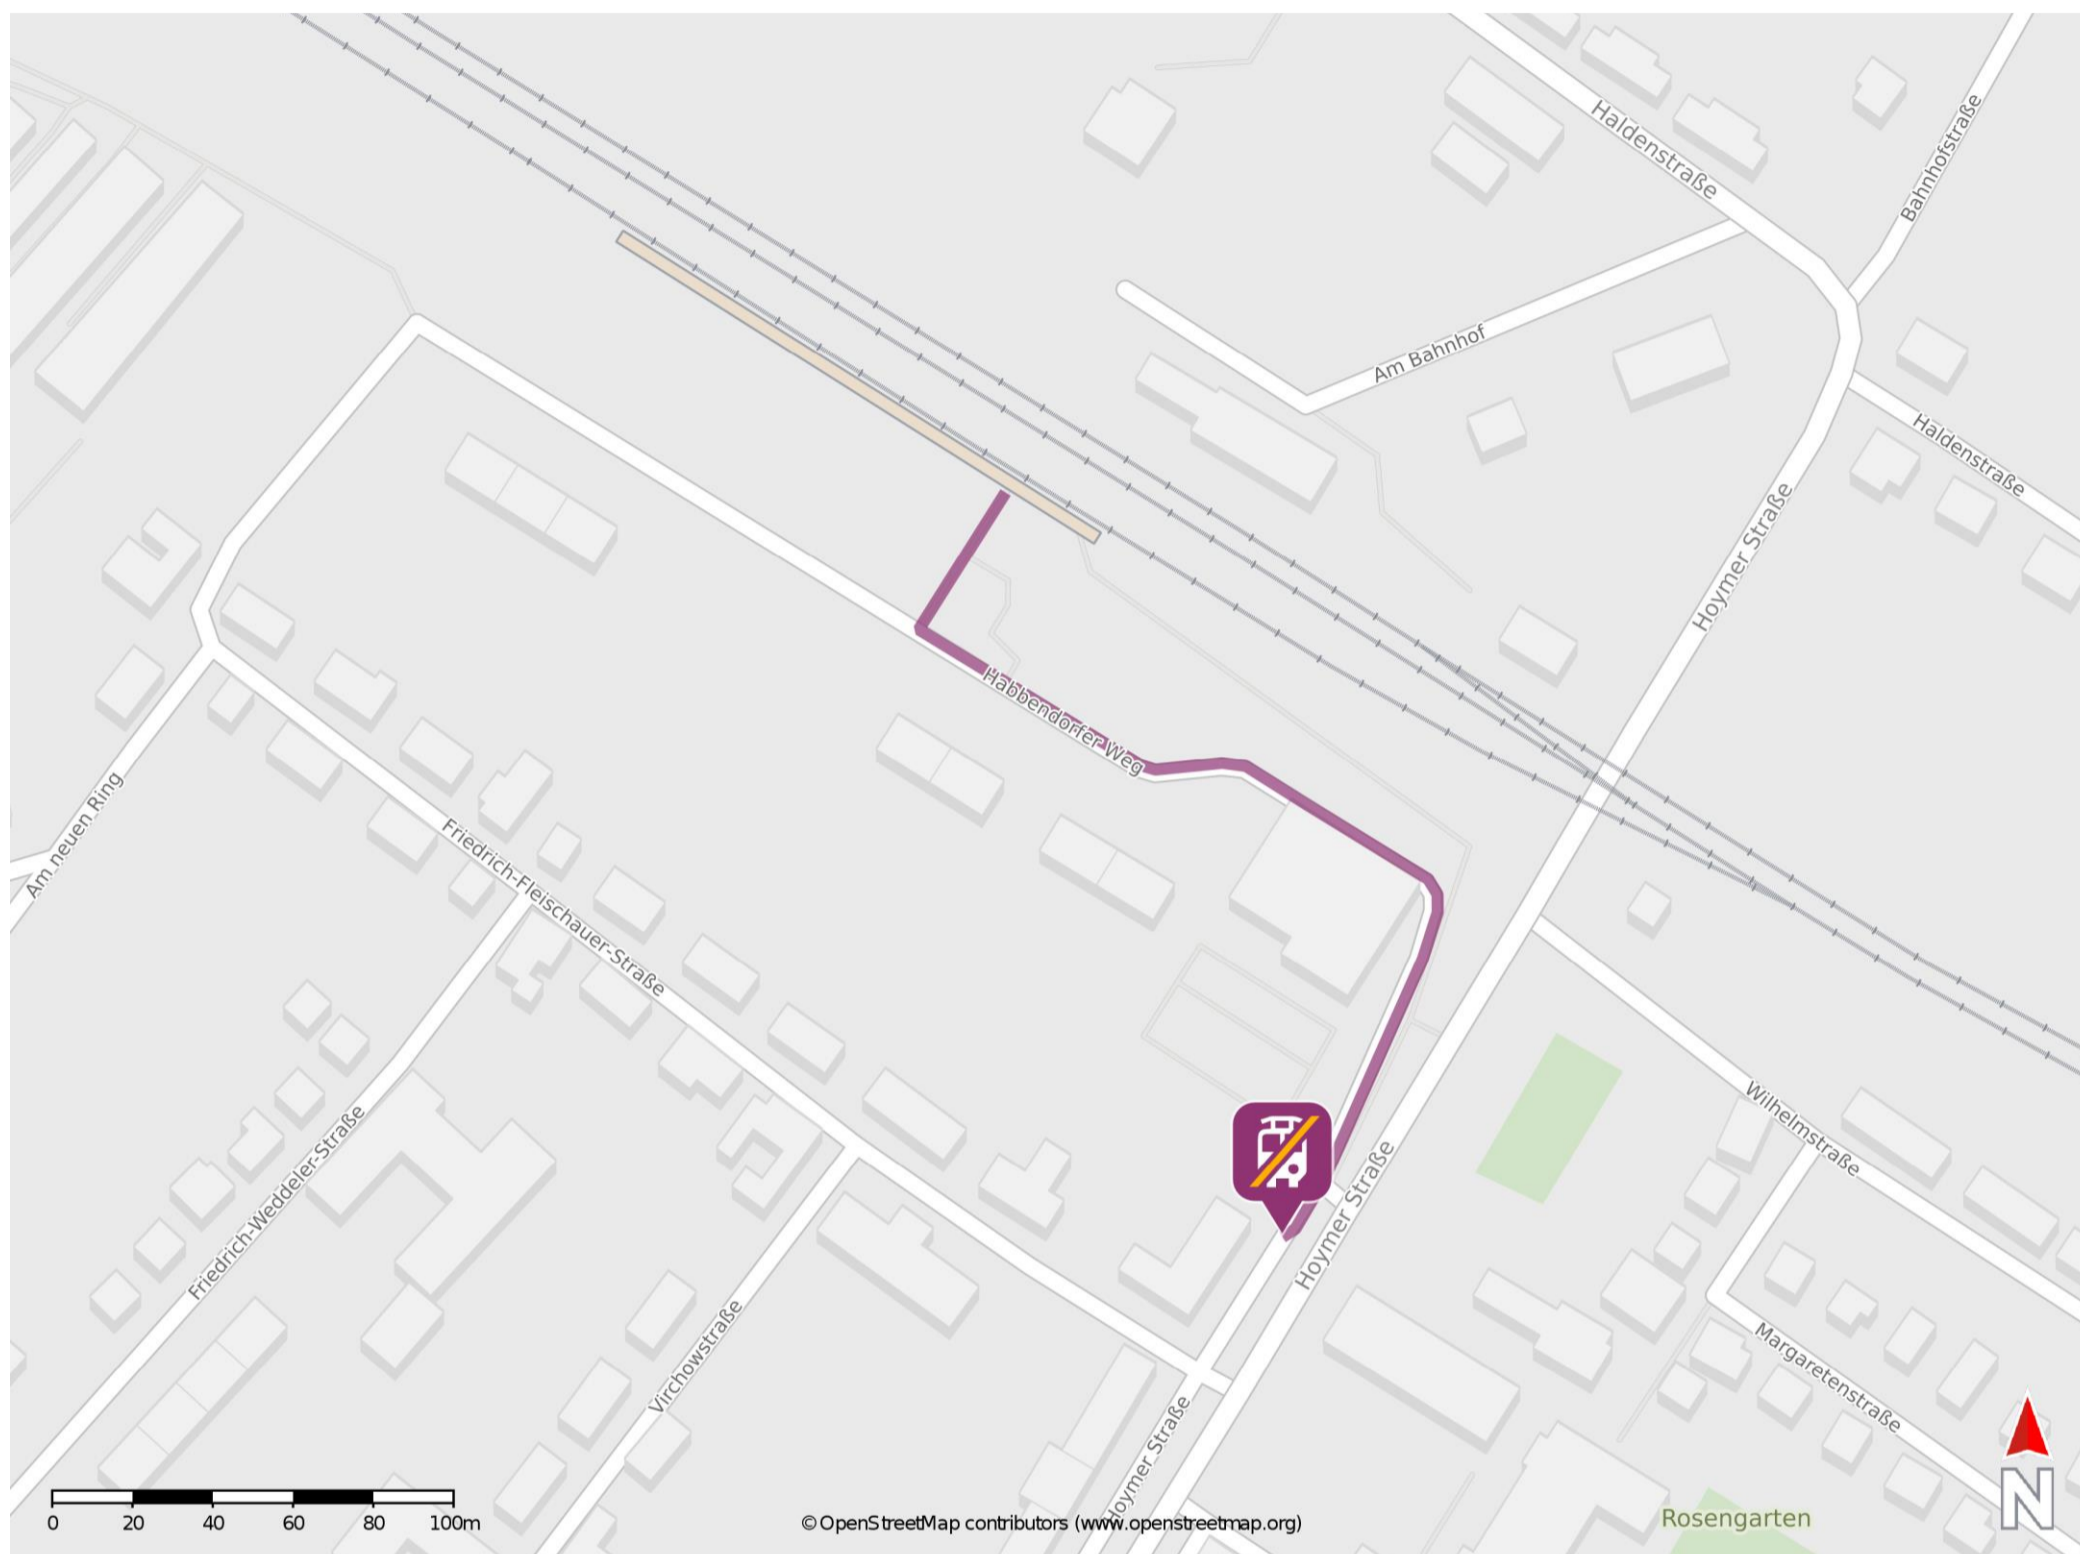 Haldenstraße
Bahnhofstraße
Am Bahnhof
Haldenstraße
Hoymer Straße
Habbendorfer Weg
Am neuen Ring
Friedrich-Fleischauer-Straße
Wilhelmstraße
Friedrich-Weddeler-Straße
Hoymer Straße
Virchowstraße
Margaretenstraße
Hoymer Straße
Rosengarten
N
0 20 40 60 80 100m
© OpenStreetMap contributors (www.openstreetmap.org)